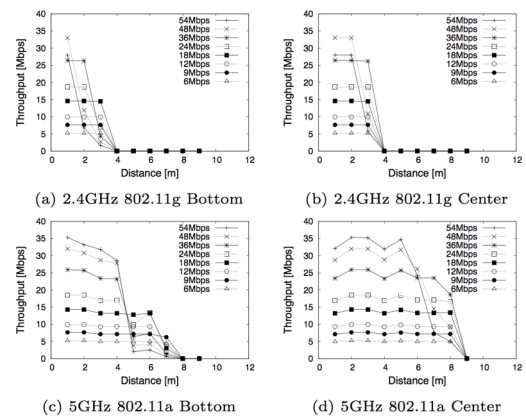 40
35
30
25
20
15
10
5
0
Throughput [Mbps]
54Mbps
48Mbps
36Mbps
24Mbps
18Mbps
12Mbps
9Mbps
6Mbps
0 2 4 6 8 10 12
Distance [m]
(a) 2.4GHz 802.11g Bottom
40
35
30
25
20
15
10
5
0
Throughput [Mbps]
54Mbps
48Mbps
36Mbps
24Mbps
18Mbps
12Mbps
9Mbps
6Mbps
0 2 4 6 8 10 12
Distance [m]
(b) 2.4GHz 802.11g Center
40
35
30
25
20
15
10
5
0
Throughput [Mbps]
54Mbps
48Mbps
36Mbps
24Mbps
18Mbps
12Mbps
9Mbps
6Mbps
0 2 4 6 8 10 12
Distance [m]
(c) 5GHz 802.11a Bottom
40
35
30
25
20
15
10
5
0
Throughput [Mbps]
54Mbps
48Mbps
36Mbps
24Mbps
18Mbps
12Mbps
9Mbps
6Mbps
0 2 4 6 8 10 12
Distance [m]
(d) 5GHz 802.11a Center